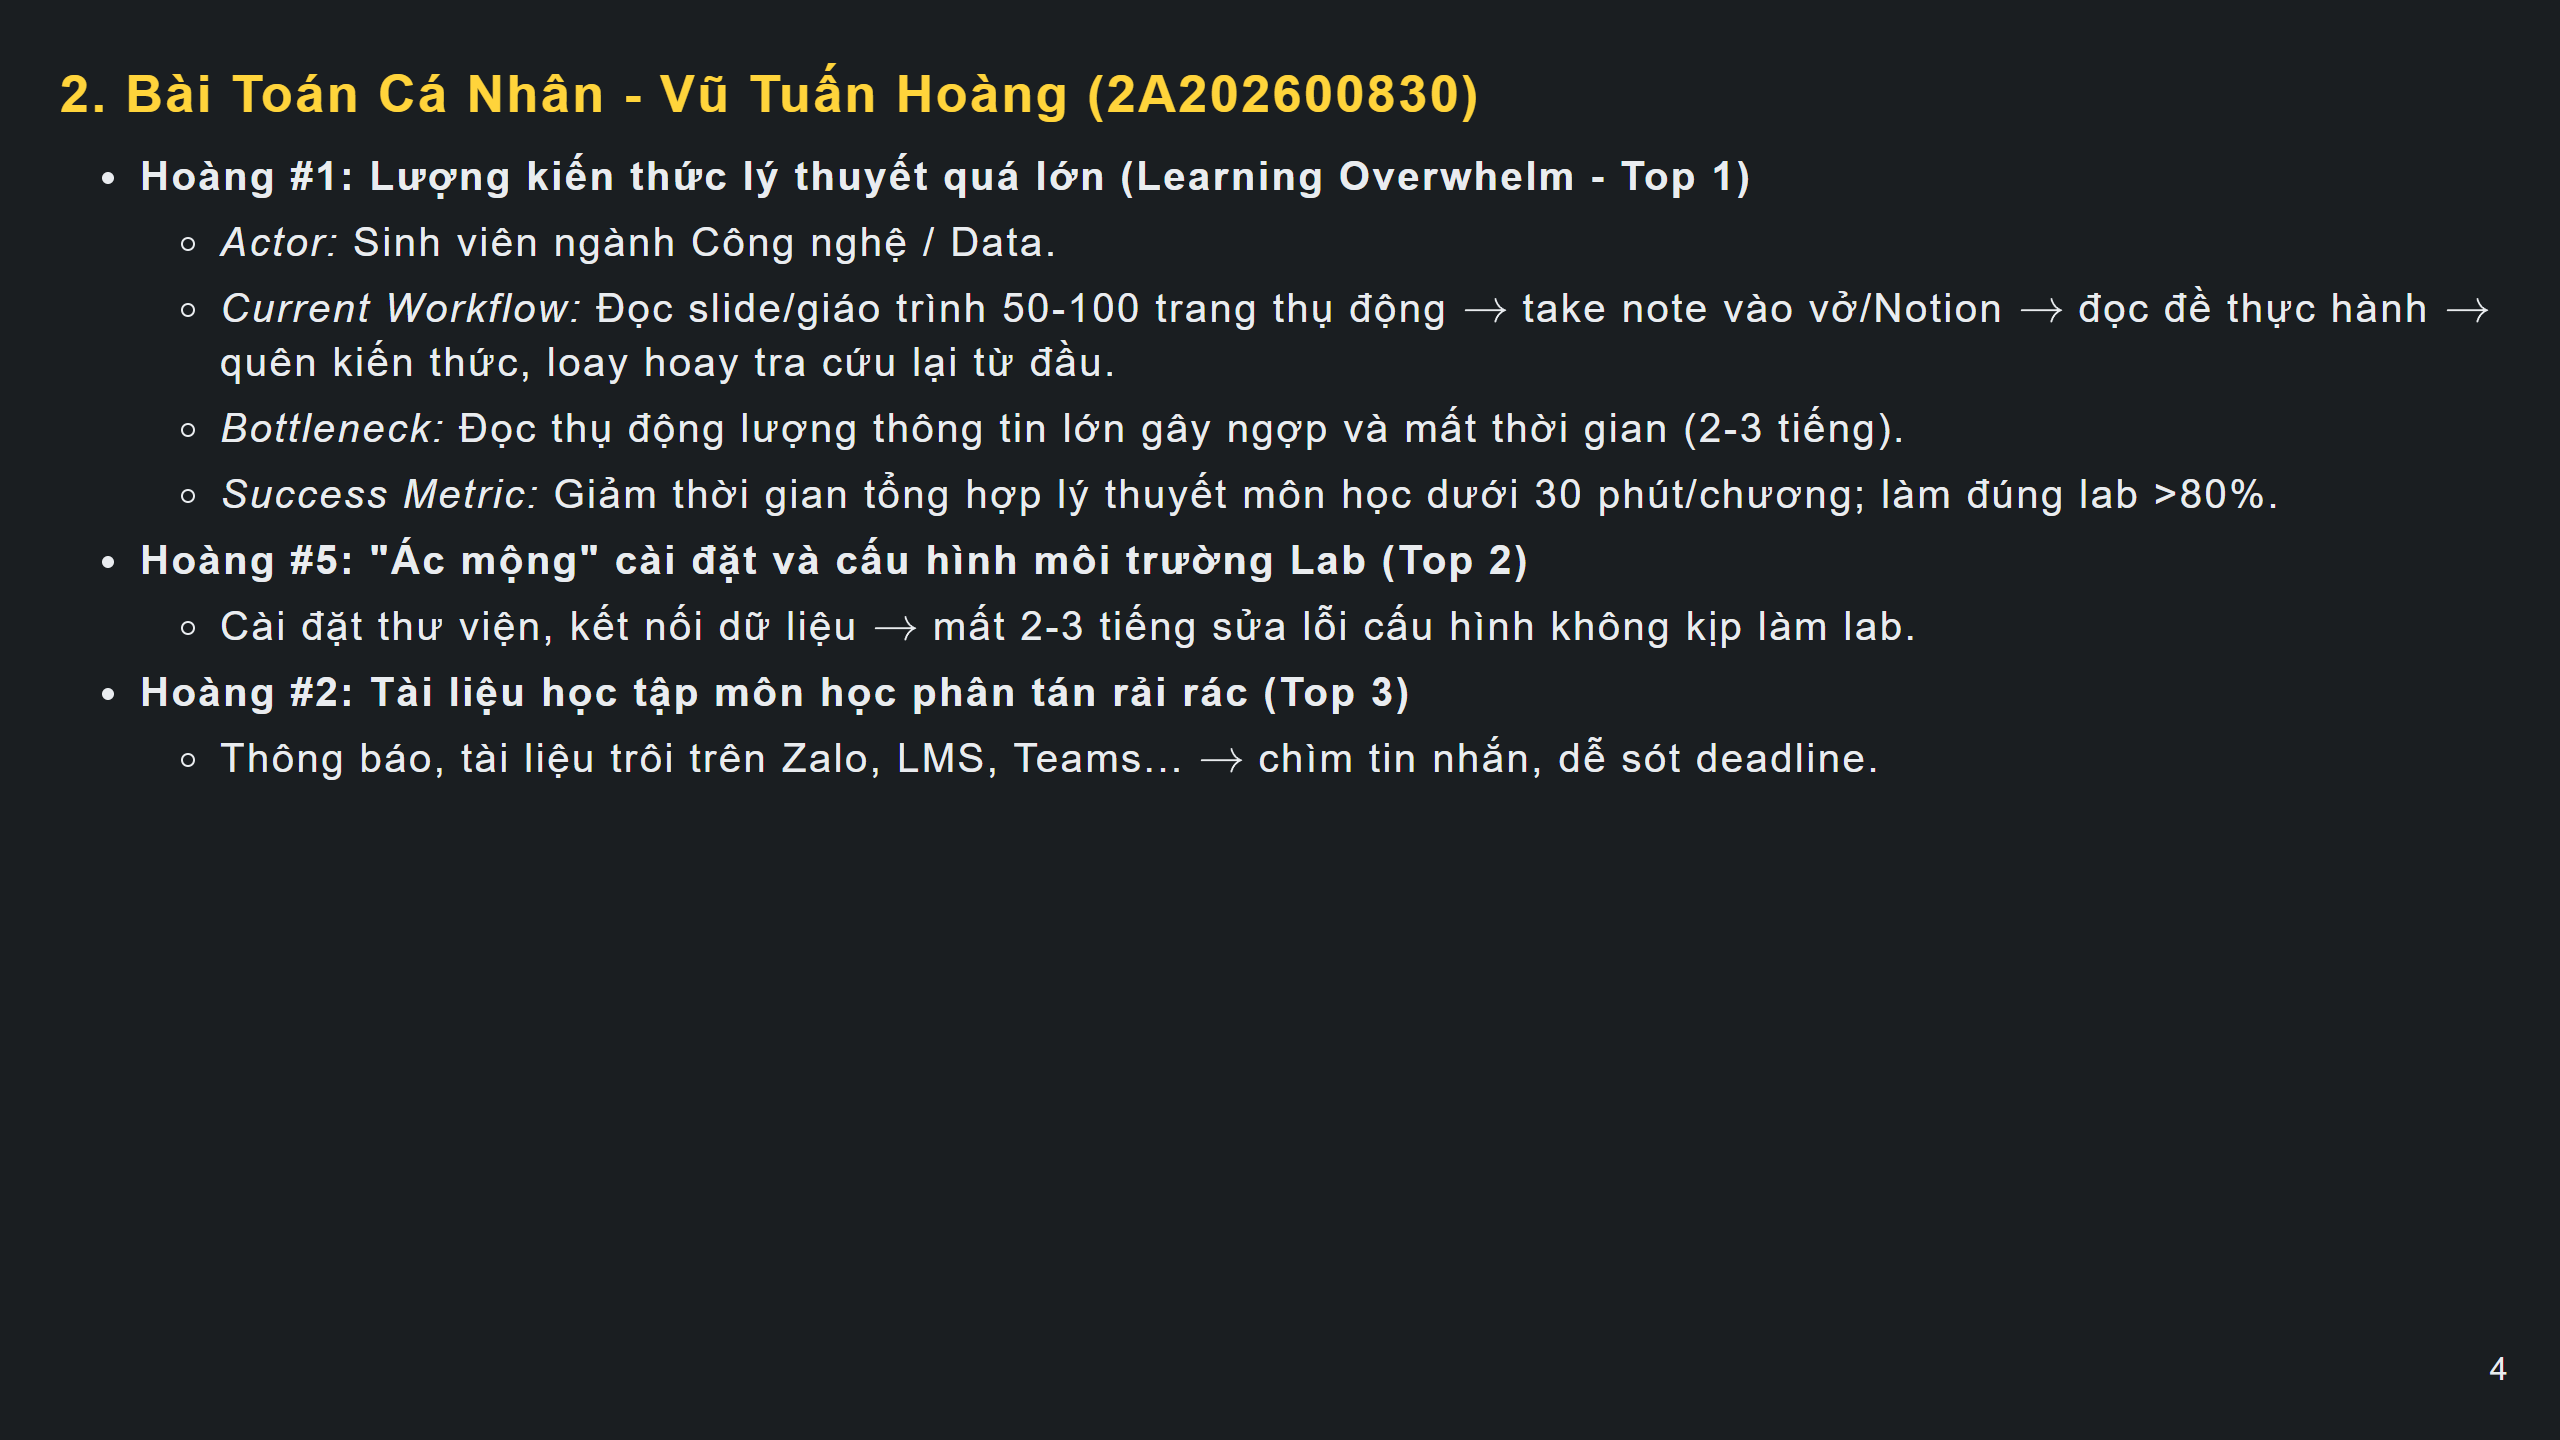 2. Bài Toán Cá Nhân - Vũ Tuấn Hoàng (2A202600830)
• Hoàng #1: Lượng kiến thức lý thuyết quá lớn (Learning Overwhelm - Top 1)
◦ Actor: Sinh viên ngành Công nghệ / Data.
◦ Current Workflow: Đọc slide/giáo trình 50-100 trang thụ động → take note vào vở/Notion → đọc đề thực hành →
quên kiến thức, loay hoay tra cứu lại từ đầu.
◦ Bottleneck: Đọc thụ động lượng thông tin lớn gây ngợp và mất thời gian (2-3 tiếng).
◦ Success Metric: Giảm thời gian tổng hợp lý thuyết môn học dưới 30 phút/chương; làm đúng lab >80%.
• Hoàng #5: "Ác mộng" cài đặt và cấu hình môi trường Lab (Top 2)
◦ Cài đặt thư viện, kết nối dữ liệu → mất 2-3 tiếng sửa lỗi cấu hình không kịp làm lab.
• Hoàng #2: Tài liệu học tập môn học phân tán rải rác (Top 3)
◦ Thông báo, tài liệu trôi trên Zalo, LMS, Teams... → chìm tin nhắn, dễ sót deadline.
4